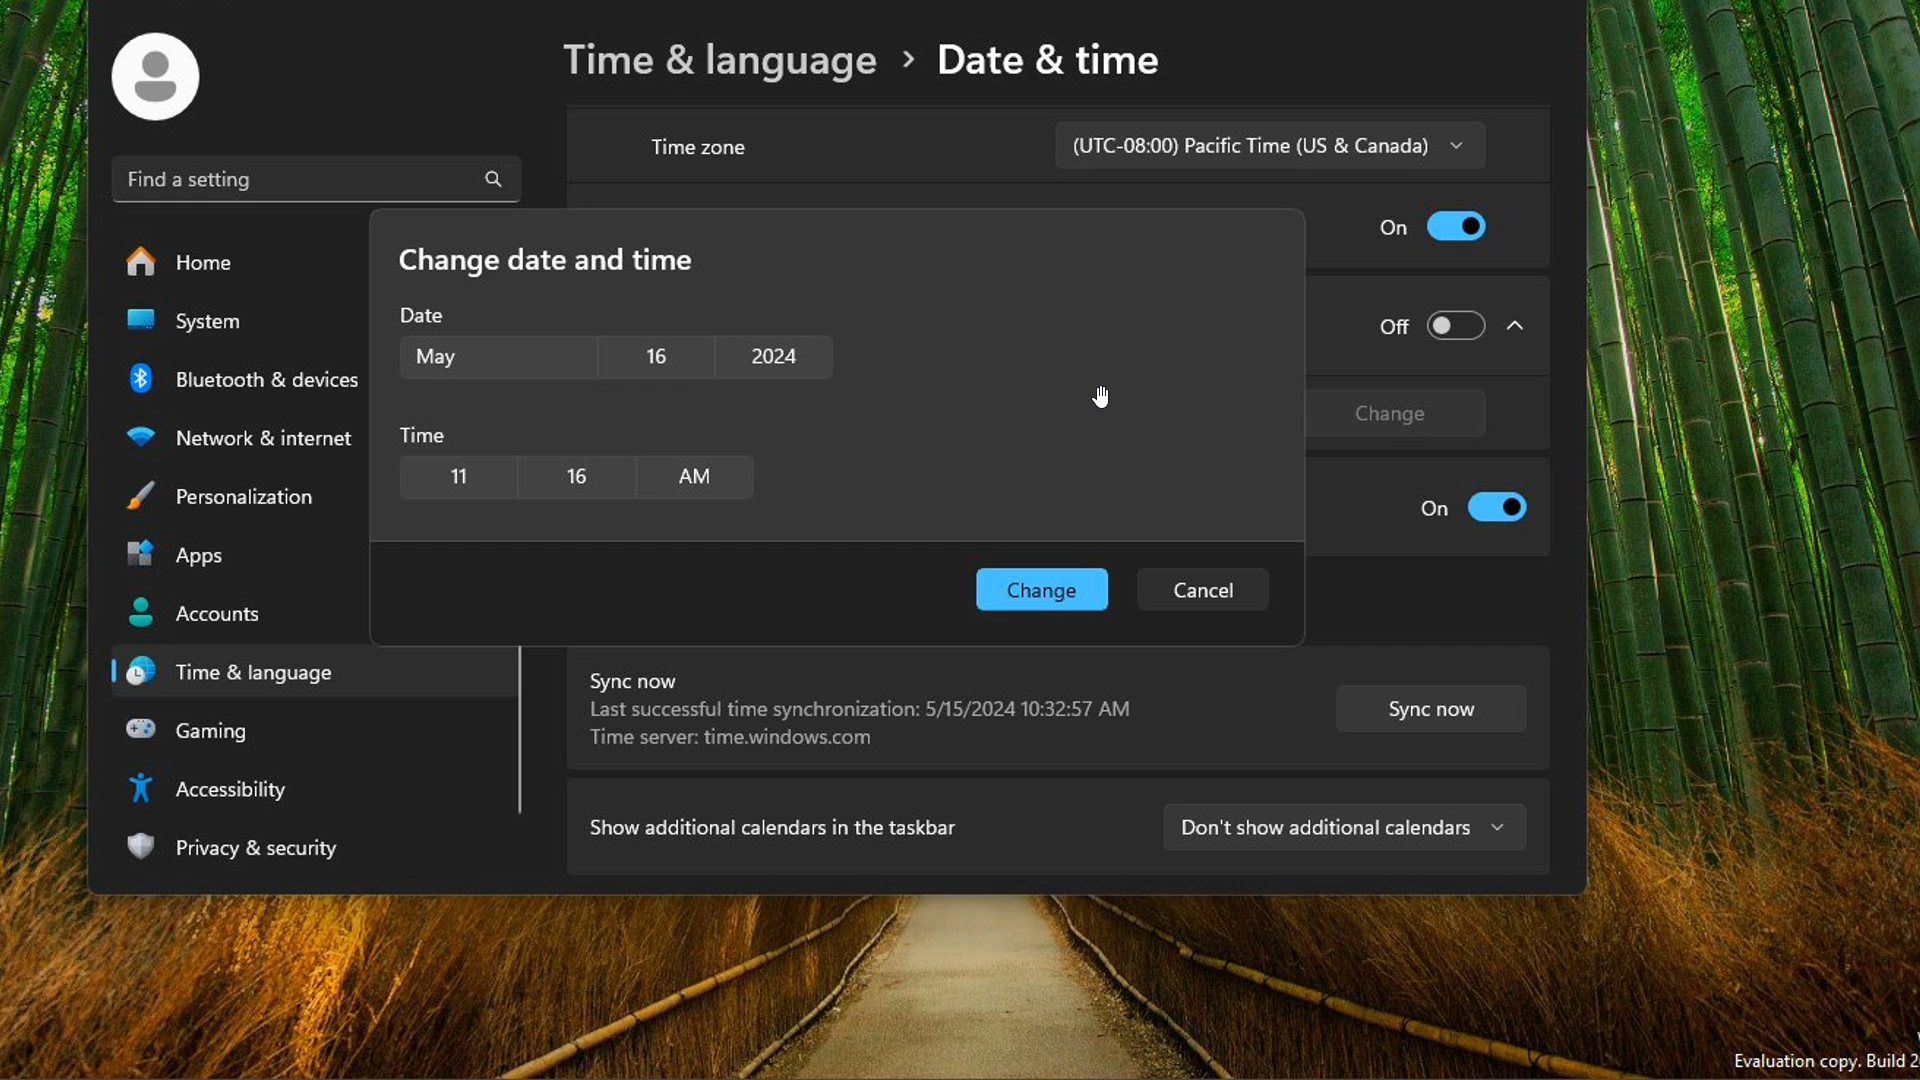 Time & language > Date & time
Find a setting
Time zone
(UTC-08:00) Pacific Time (US & Canada)
On
Home
System
Bluetooth & devices
Network & internet
Personalization
Apps
Accounts
Time & language
Gaming
Accessibility
Privacy & security
Change date and time
Date
May 16 2024
Time
11 16 AM
Change
Cancel
Off
Change
On
Sync now
Last successful time synchronization: 5/15/2024 10:32:57 AM
Time server: time.windows.com
Sync now
Show additional calendars in the taskbar
Don't show additional calendars
Evaluation copy. Build 2